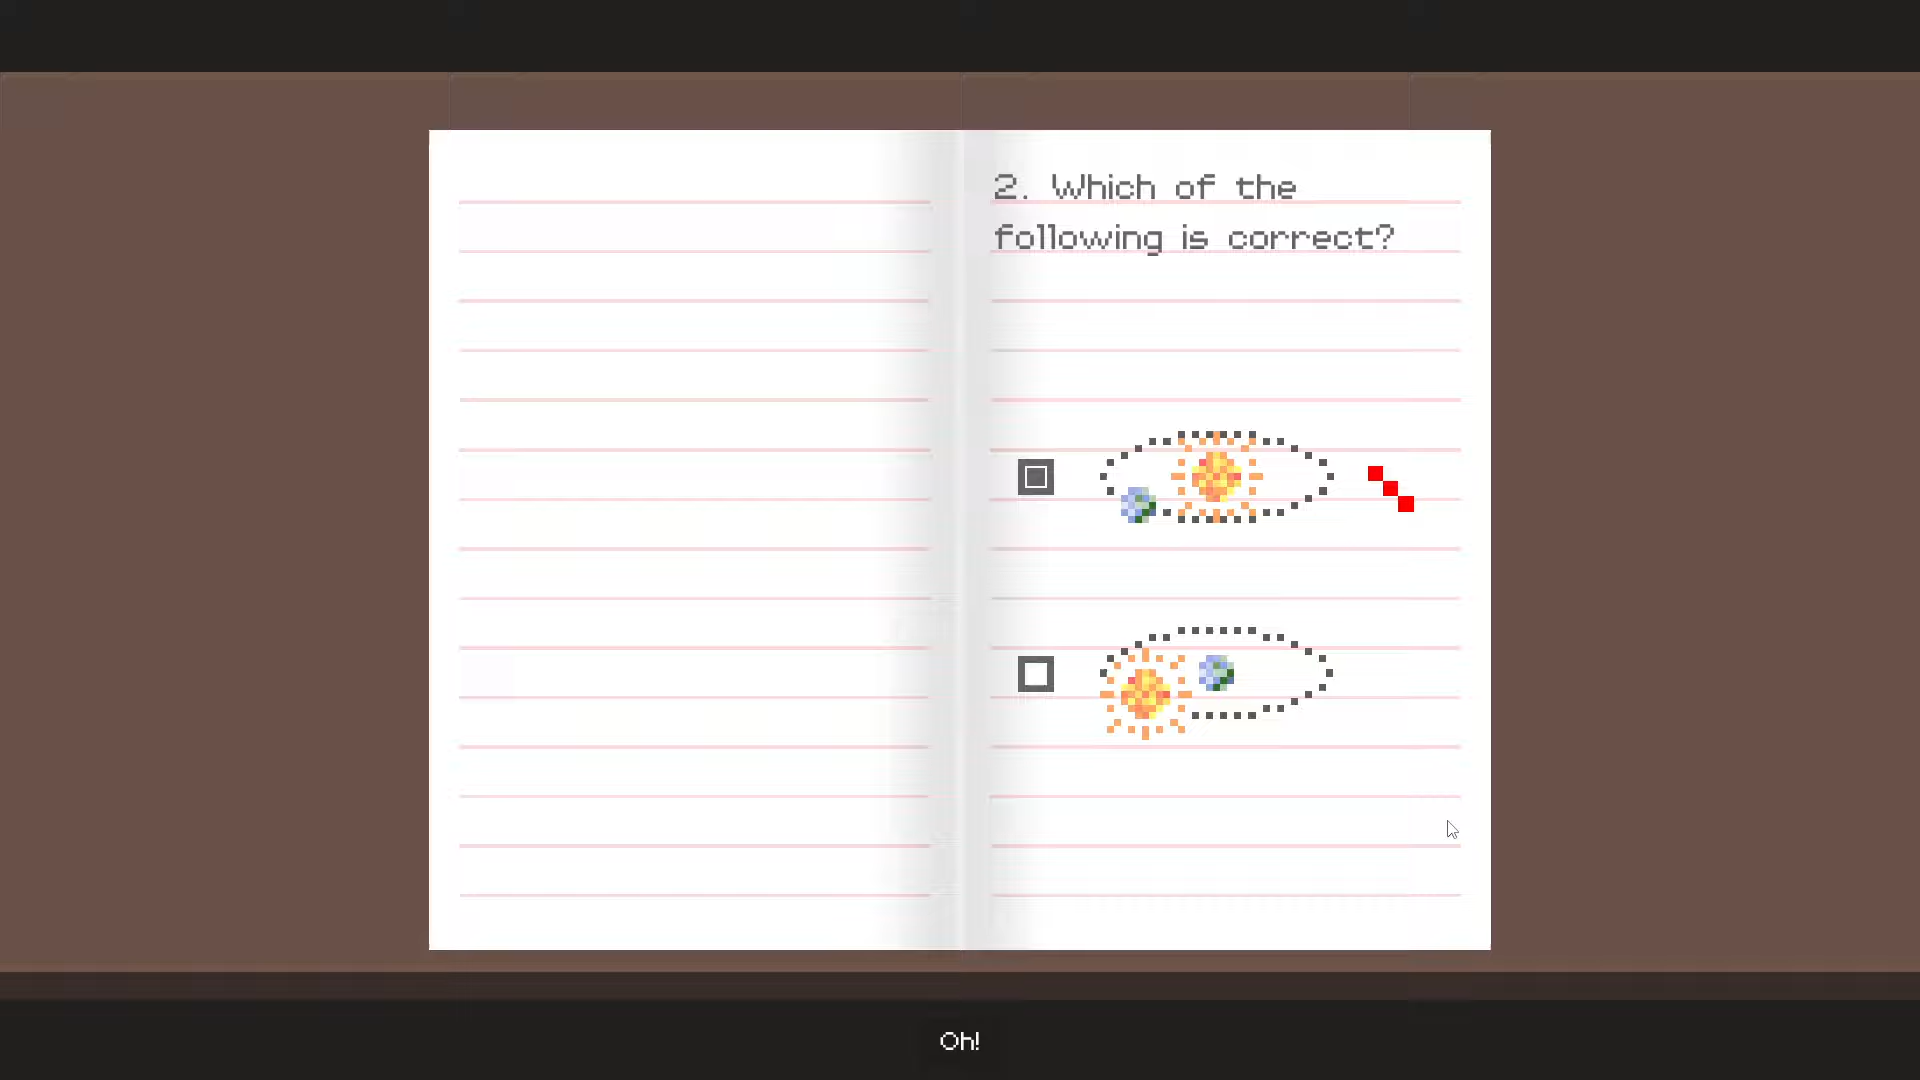 2. Which of the
following is correct?
Oh!